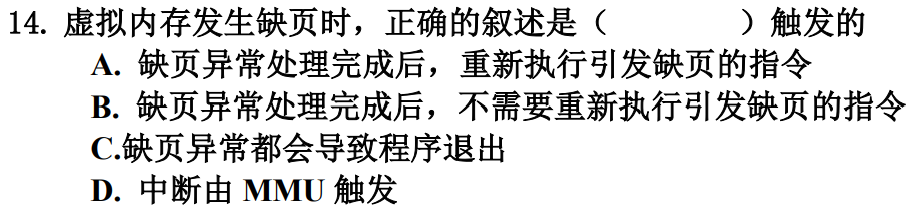 14. 虚拟内存发生缺页时，正确的叙述是（        ）触发的
A. 缺页异常处理完成后，重新执行引发缺页的指令
B. 缺页异常处理完成后，不需要重新执行引发缺页的指令
C.缺页异常都会导致程序退出
D. 中断由 MMU 触发